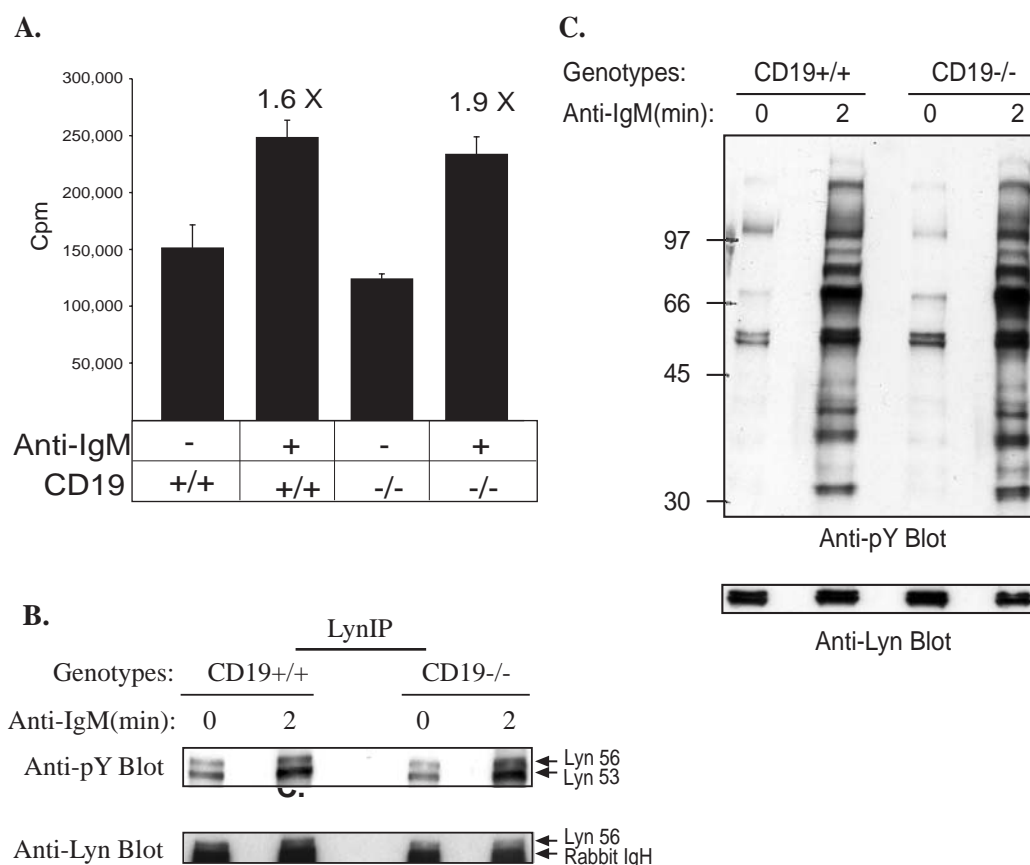 A.
300,000
250,000
200,000
150,000
100,000
50,000
Cpm
1.6 X
1.9 X
Anti-IgM - + - +
CD19 +/+ +/+ -/- -/-
B.
LynIP
Genotypes: CD19+/+ CD19-/-
Anti-IgM(min): 0 2 0 2
Anti-pY Blot
Lyn 56
Lyn 53
C.
Anti-Lyn Blot
Lyn 56
Rabbit IgH
C.
Genotypes: CD19+/+ CD19-/-
Anti-IgM(min): 0 2 0 2
97
66
45
30
Anti-pY Blot
Anti-Lyn Blot